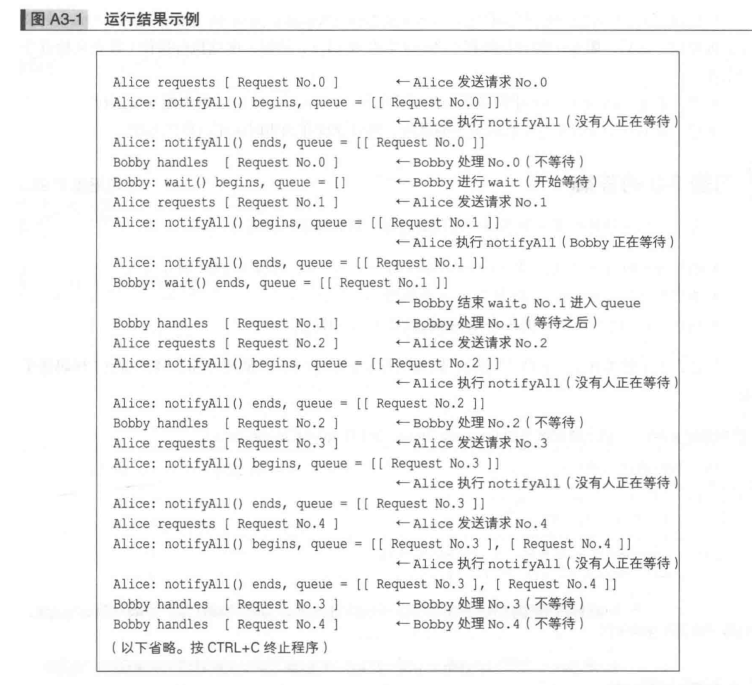 图 A3-1 运行结果示例
Alice requests [ Request No.0 ] ←Alice 发送请求 No.0
Alice: notifyAll() begins, queue = [[ Request No.0 ]]
←Alice 执行 notifyAll（没有人正在等待）
Alice: notifyAll() ends, queue = [[ Request No.0 ]]
Bobby handles [ Request No.0 ] ←Bobby 处理 No.0（不等待）
Bobby: wait() begins, queue = [] ←Bobby 进行 wait（开始等待）
Alice requests [ Request No.1 ] ←Alice 发送请求 No.1
Alice: notifyAll() begins, queue = [[ Request No.1 ]]
←Alice 执行 notifyAll（Bobby 正在等待）
Alice: notifyAll() ends, queue = [[ Request No.1 ]]
Bobby: wait() ends, queue = [[ Request No.1 ]]
←Bobby 结束 wait。No.1 进入 queue
Bobby handles [ Request No.1 ] ←Bobby 处理 No.1（等待之后）
Alice requests [ Request No.2 ] ←Alice 发送请求 No.2
Alice: notifyAll() begins, queue = [[ Request No.2 ]]
←Alice 执行 notifyAll（没有人正在等待）
Alice: notifyAll() ends, queue = [[ Request No.2 ]]
Bobby handles [ Request No.2 ] ←Bobby 处理 No.2（不等待）
Alice requests [ Request No.3 ] ←Alice 发送请求 No.3
Alice: notifyAll() begins, queue = [[ Request No.3 ]]
←Alice 执行 notifyAll（没有人正在等待）
Alice: notifyAll() ends, queue = [[ Request No.3 ]]
Alice requests [ Request No.4 ] ←Alice 发送请求 No.4
Alice: notifyAll() begins, queue = [[ Request No.3 ], [ Request No.4 ]]
←Alice 执行 notifyAll（没有人正在等待）
Alice: notifyAll() ends, queue = [[ Request No.3 ], [ Request No.4 ]]
Bobby handles [ Request No.3 ] ←Bobby 处理 No.3（不等待）
Bobby handles [ Request No.4 ] ←Bobby 处理 No.4（不等待）
（以下省略。按 CTRL+C 终止程序）